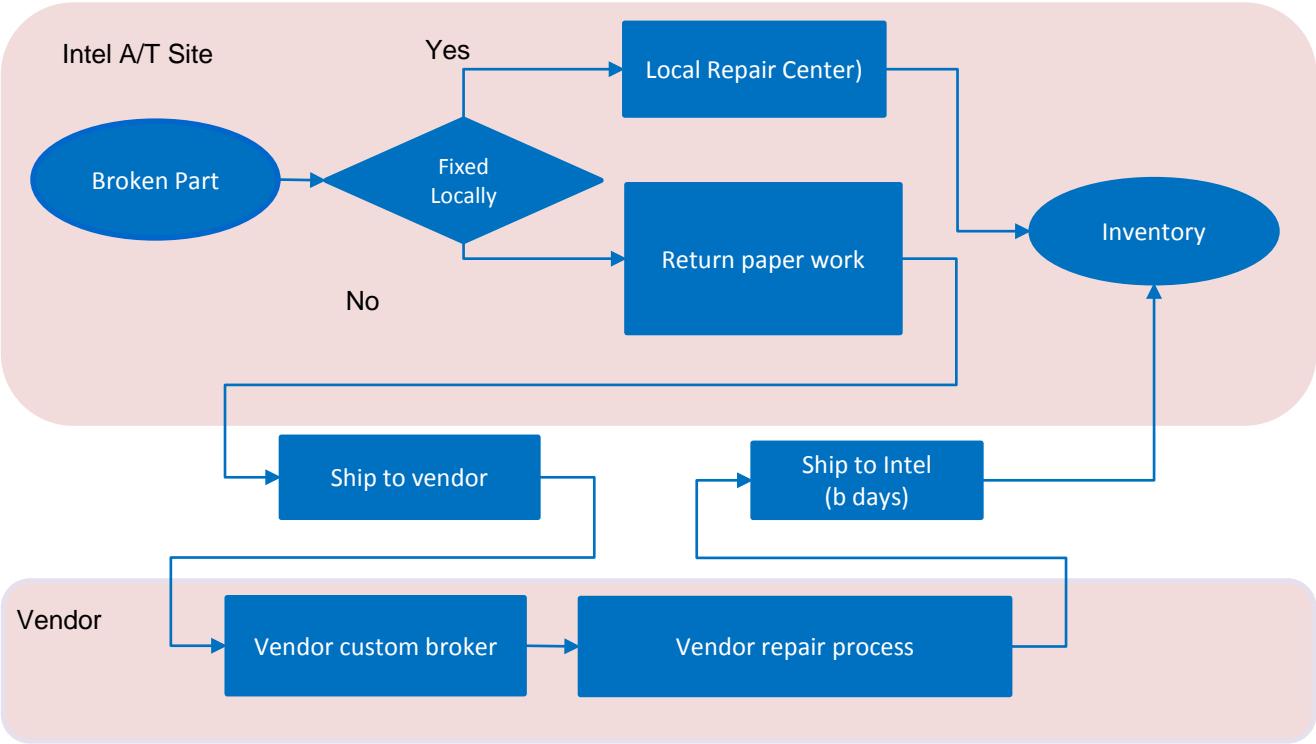 Intel A/T Site
Yes
Local Repair Center)
Broken Part
Fixed
Locally
Return paper work
Inventory
No
Ship to vendor
Ship to Intel
(b days)
Vendor
Vendor custom broker
Vendor repair process